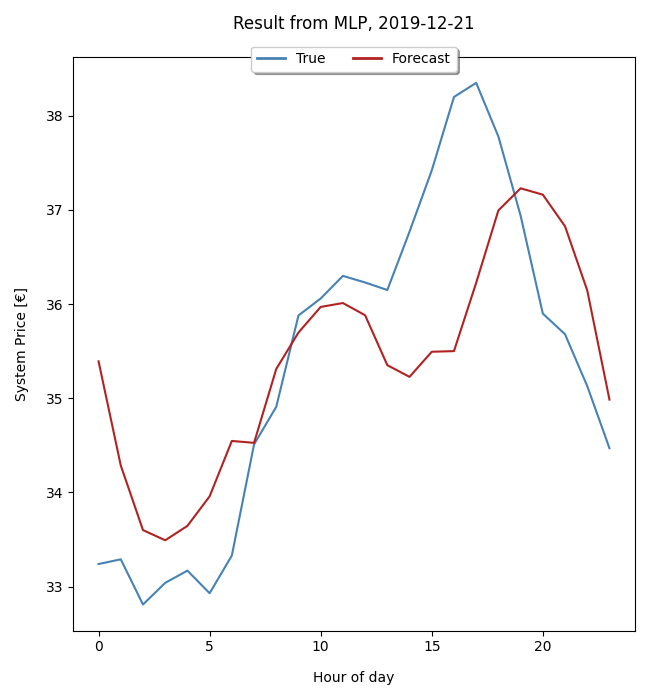 Result from MLP, 2019-12-21
True Forecast
System Price [€]
38
37
36
35
34
33
0 5 10 15 20
Hour of day